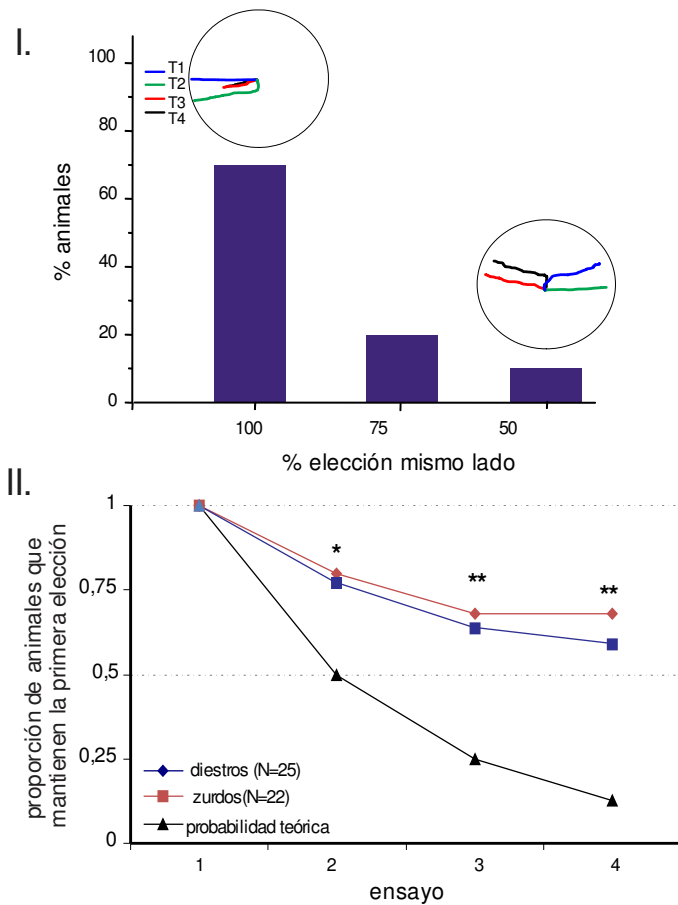 I.
100
80
60
40
20
0
% animales
T1
T2
T3
T4
100
75
50
% elección mismo lado
II.
1
0,75
0,5
0,25
0
proporción de animales que
mantienen la primera elección
*
**
**
diestros (N=25)
zurdos(N=22)
probabilidad teórica
1
2
3
4
ensayo